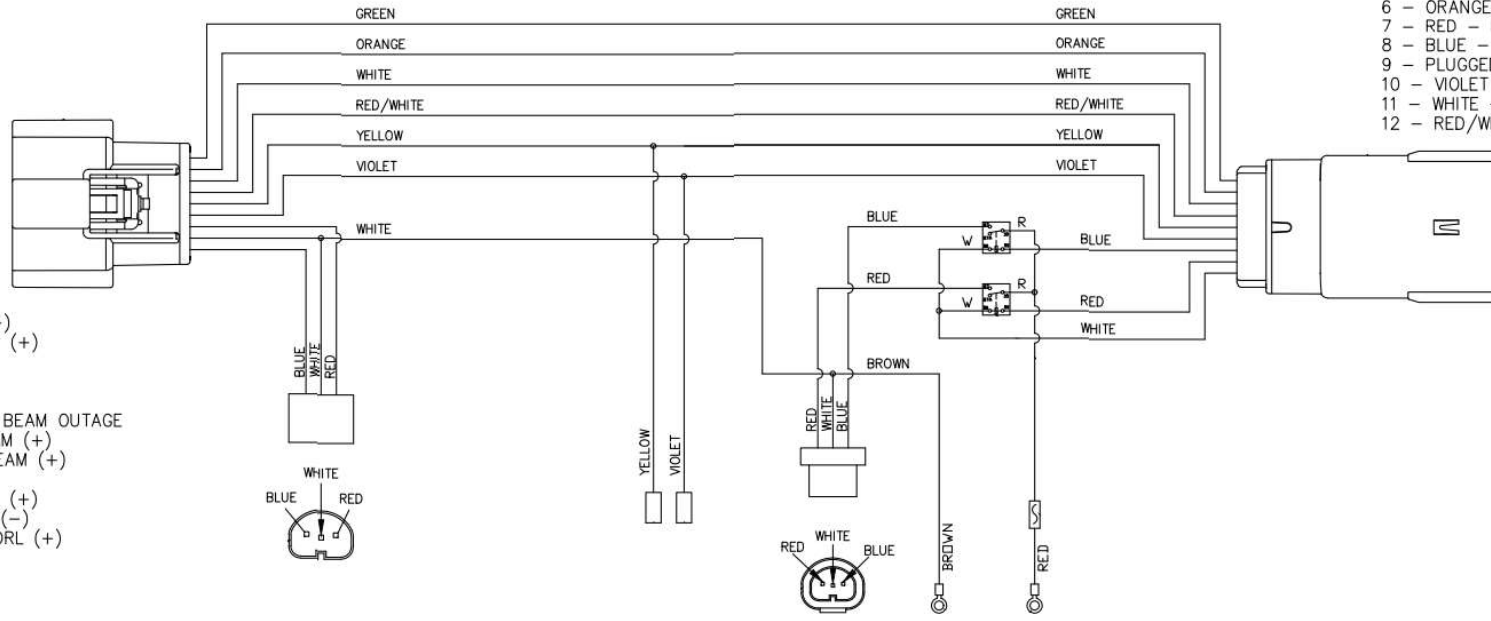 GREEN GREEN
6 – ORANGE
ORANGE ORANGE
7 – RED –
8 – BLUE –
WHITE WHITE
9 – PLUGGED
10 – VIOLET
RED/WHITE RED/WHITE
11 – WHITE
12 – RED/WH
YELLOW YELLOW
VIOLET VIOLET
BLUE R
WHITE W BLUE
RED R
W RED
WHITE
(+)
BLUE
WHITE
RED
BROWN
RED
WHITE
BLUE
BEAM OUTAGE
M (+)
EAM (+)
(+)
(–)
DRL (+)
YELLOW
VIOLET
WHITE
BLUE RED
WHITE
RED BLUE
BROWN
RED